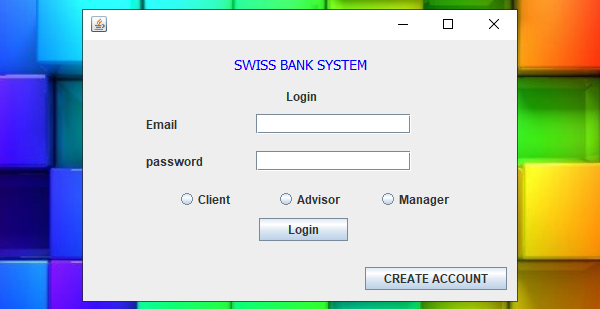 SWISS BANK SYSTEM
Login
Email
password
Client Advisor Manager
Login
CREATE ACCOUNT